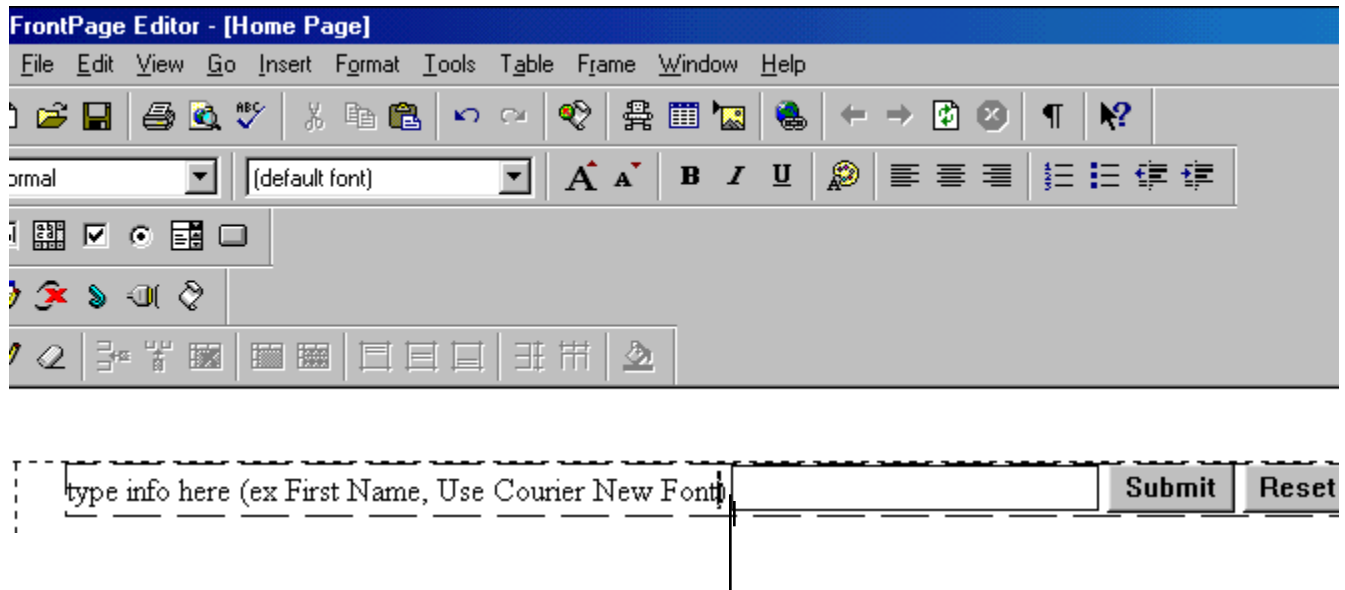 FrontPage Editor - [Home Page]
File Edit View Go Insert Format Tools Table Frame Window Help
ABC
ormal (default font) A A B I U A
type info here (ex First Name, Use Courier New Font) Submit Reset